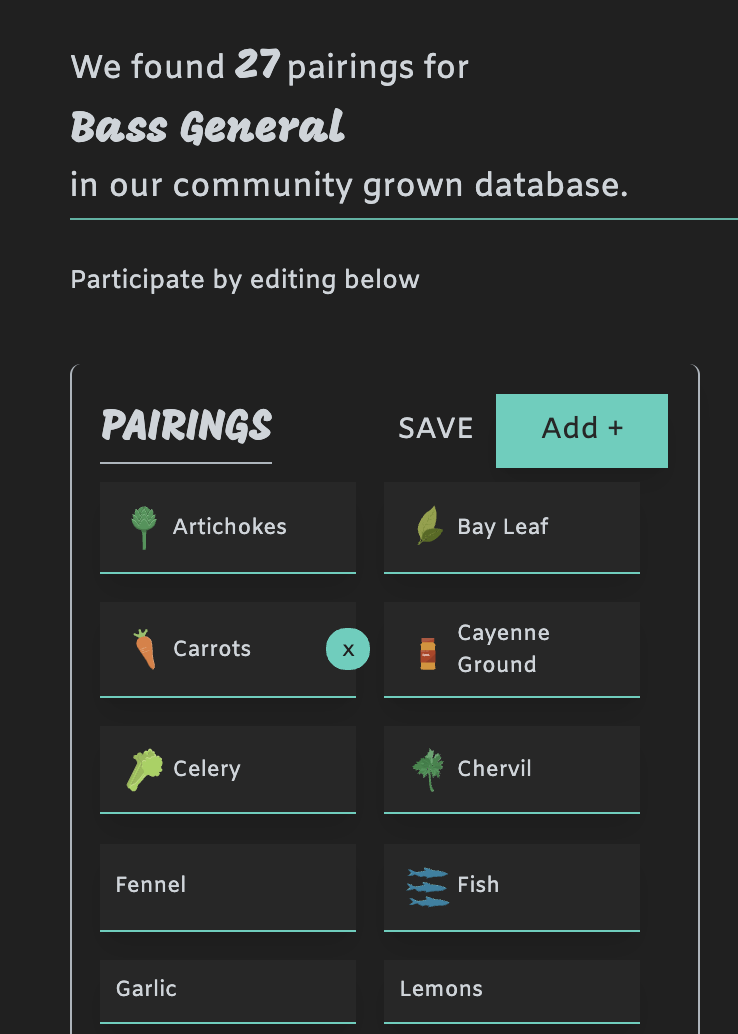 We found 27 pairings for
Bass General
in our community grown database.
Participate by editing below
PAIRINGS
SAVE
Add +
Artichokes
Bay Leaf
Carrots
x
Cayenne
Ground
Celery
Chervil
Fennel
Fish
Garlic
Lemons